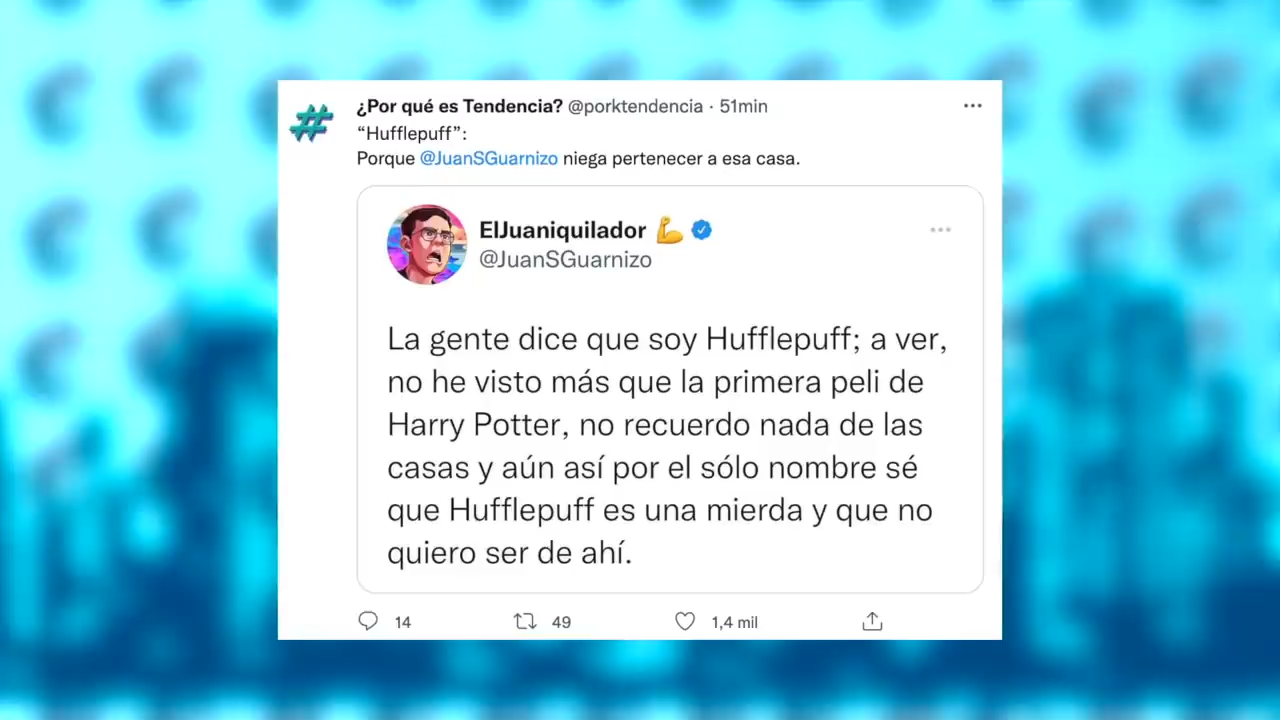 ¿Por qué es Tendencia? @porktendencia · 51min
“Hufflepuff”:
Porque @JuanSGuarnizo niega pertenecer a esa casa.
ElJuaniquilador 💪
@JuanSGuarnizo
La gente dice que soy Hufflepuff; a ver,
no he visto más que la primera peli de
Harry Potter, no recuerdo nada de las
casas y aún así por el sólo nombre sé
que Hufflepuff es una mierda y que no
quiero ser de ahí.
14 49 1,4 mil